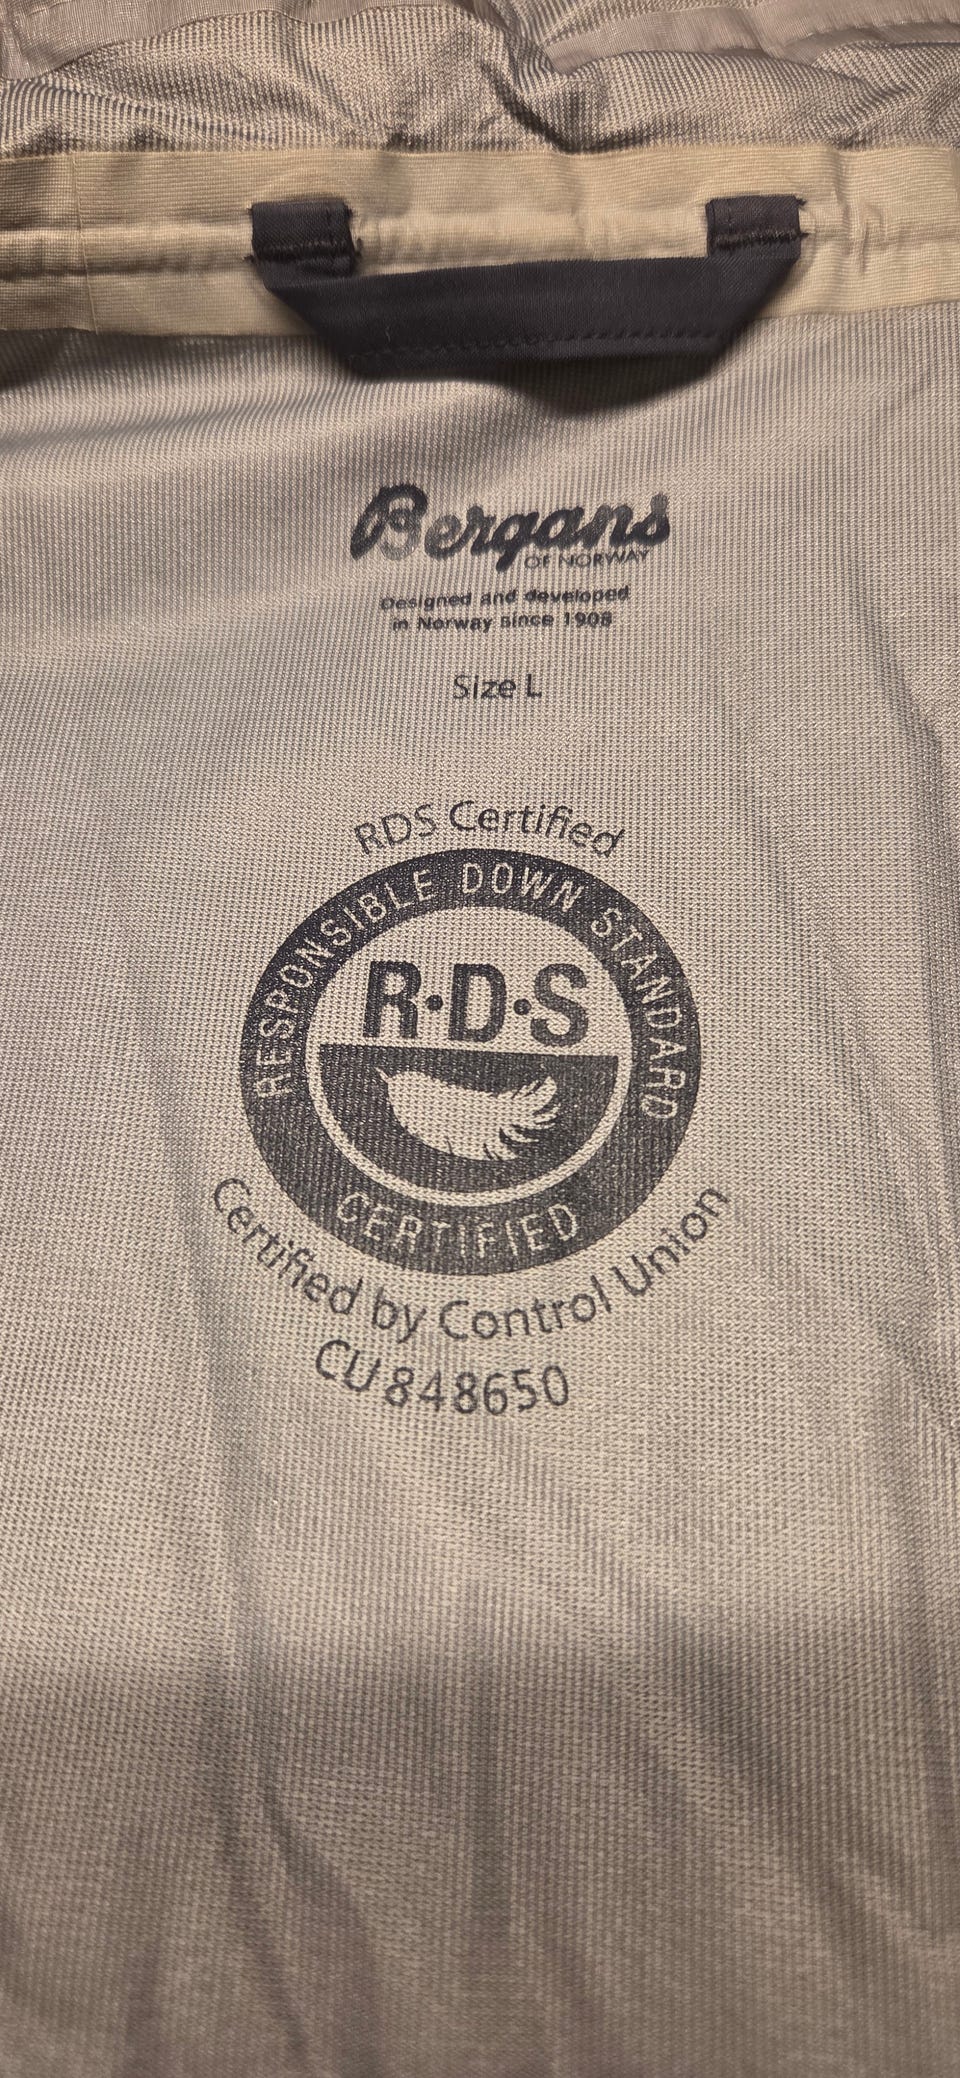 Bergans
OF NORWAY
Designed and developed
in Norway since 1908
Size L
RDS Certified
RESPONSIBLE DOWN STANDARD
R·D·S
CERTIFIED
Certified by Control Union
CU 848650